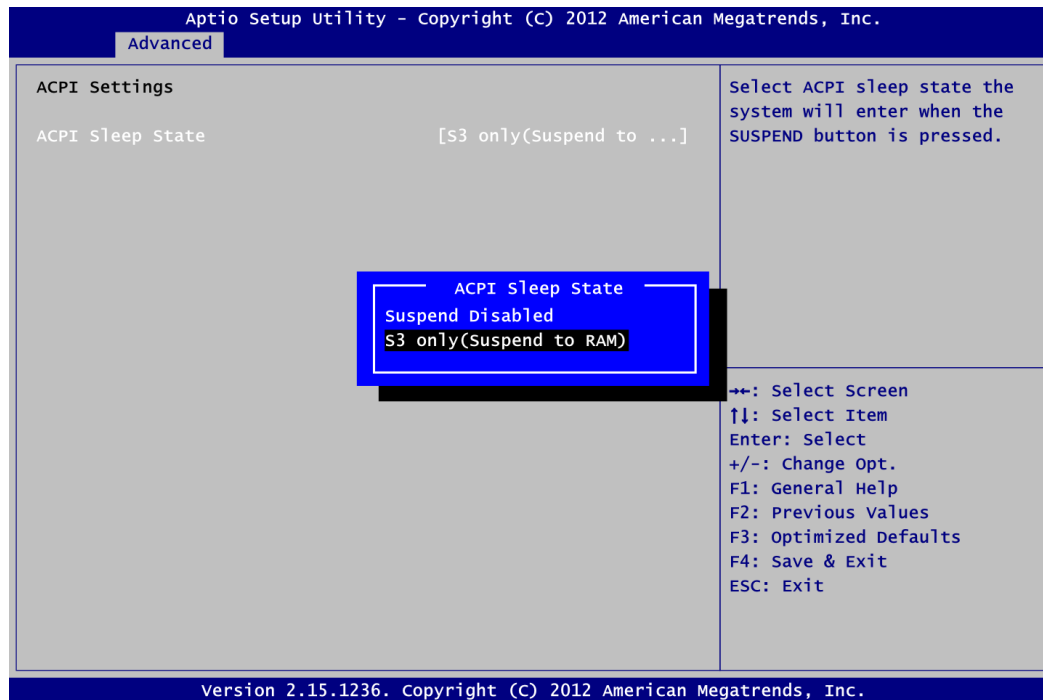 Aptio Setup Utility - Copyright (C) 2012 American Megatrends, Inc.
Advanced
ACPI Settings
ACPI Sleep State [S3 only(Suspend to ...]
Select ACPI sleep state the
system will enter when the
SUSPEND button is pressed.
ACPI Sleep State
Suspend Disabled
S3 only(Suspend to RAM)
→←: Select Screen
↑↓: Select Item
Enter: Select
+/-: Change Opt.
F1: General Help
F2: Previous Values
F3: Optimized Defaults
F4: Save & Exit
ESC: Exit
Version 2.15.1236. Copyright (C) 2012 American Megatrends, Inc.